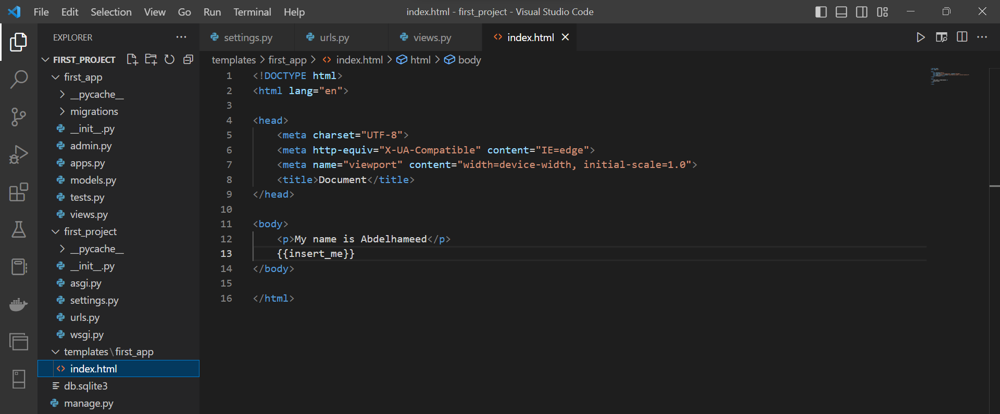 File Edit Selection View Go Run Terminal Help index.html - first_project - Visual Studio Code
EXPLORER
FIRST_PROJECT
first_app
__pycache__
migrations
__init__.py
admin.py
apps.py
models.py
tests.py
views.py
first_project
__pycache__
__init__.py
asgi.py
settings.py
urls.py
wsgi.py
templates\first_app
index.html
db.sqlite3
manage.py
settings.py urls.py views.py index.html
templates > first_app > index.html > html > body
1 <!DOCTYPE html>
2 <html lang="en">
3
4 <head>
5 <meta charset="UTF-8">
6 <meta http-equiv="X-UA-Compatible" content="IE=edge">
7 <meta name="viewport" content="width=device-width, initial-scale=1.0">
8 <title>Document</title>
9 </head>
10
11 <body>
12 <p>My name is Abdelhameed</p>
13 {{insert_me}}
14 </body>
15
16 </html>